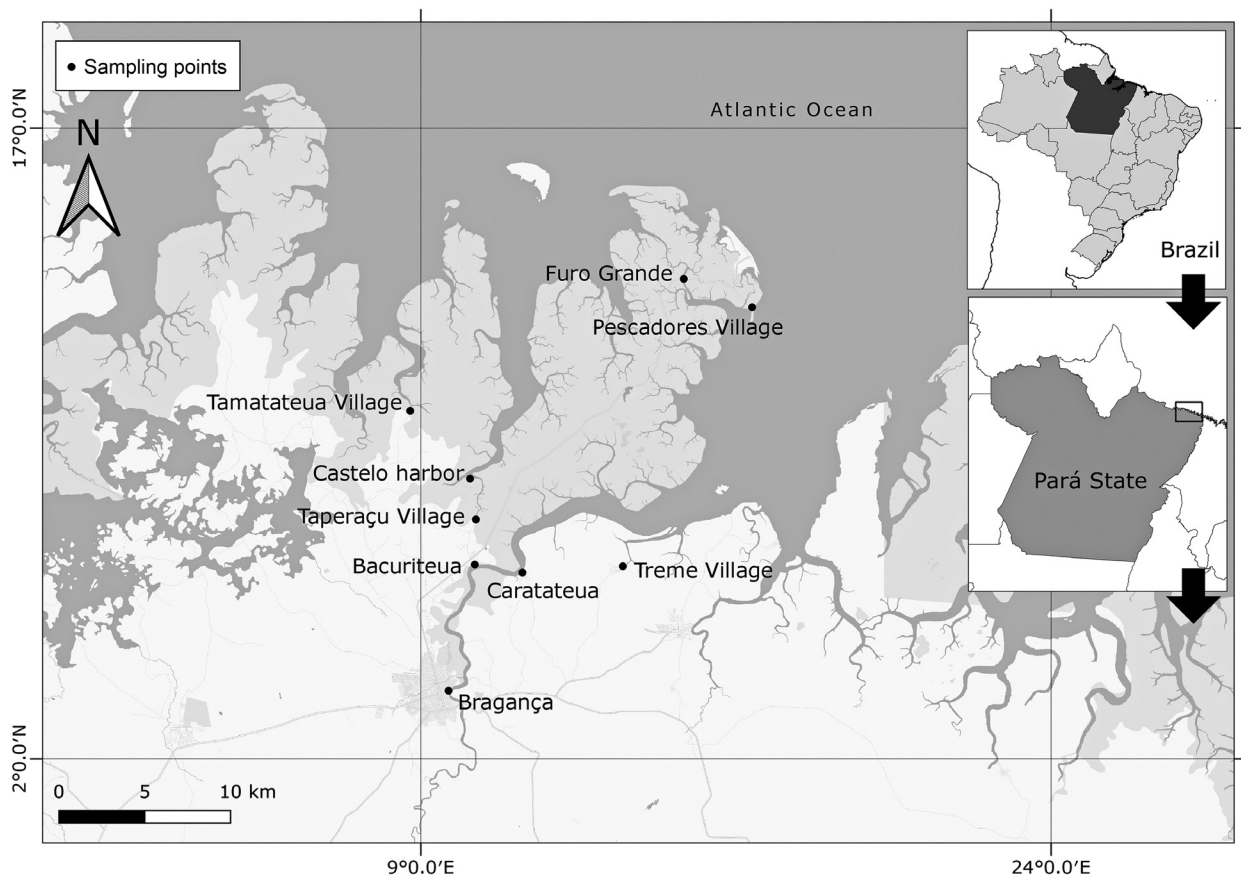 Sampling points
Atlantic Ocean
17°0.0'N
N
Brazil
Furo Grande
Pescadores Village
Tamatateua Village
Castelo harbor
Pará State
Taperaçu Village
Bacuriteua
Caratateua
Treme Village
Bragança
2°0.0'N
0 5 10 km
9°0.0'E
24°0.0'E